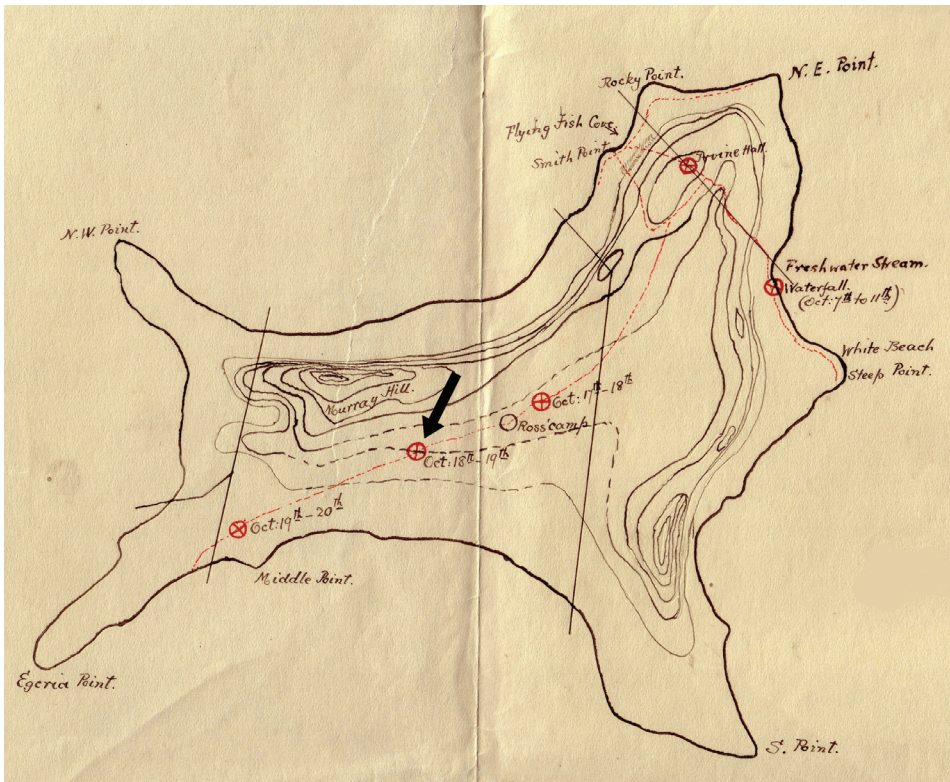 Rocky Point.
N.E. Point.
Flying Fish Cove.
Smith Point
Irvine Hall.
N.W. Point.
Freshwater Stream.
Waterfall.
(Oct: 7th to 11th)
White Beach
Steep Point.
Murray Hill.
Oct: 17th-18th
Ross' camp
Oct: 18th-19th
Oct: 19th-20th
Middle Point.
Egeria Point.
S. Point.